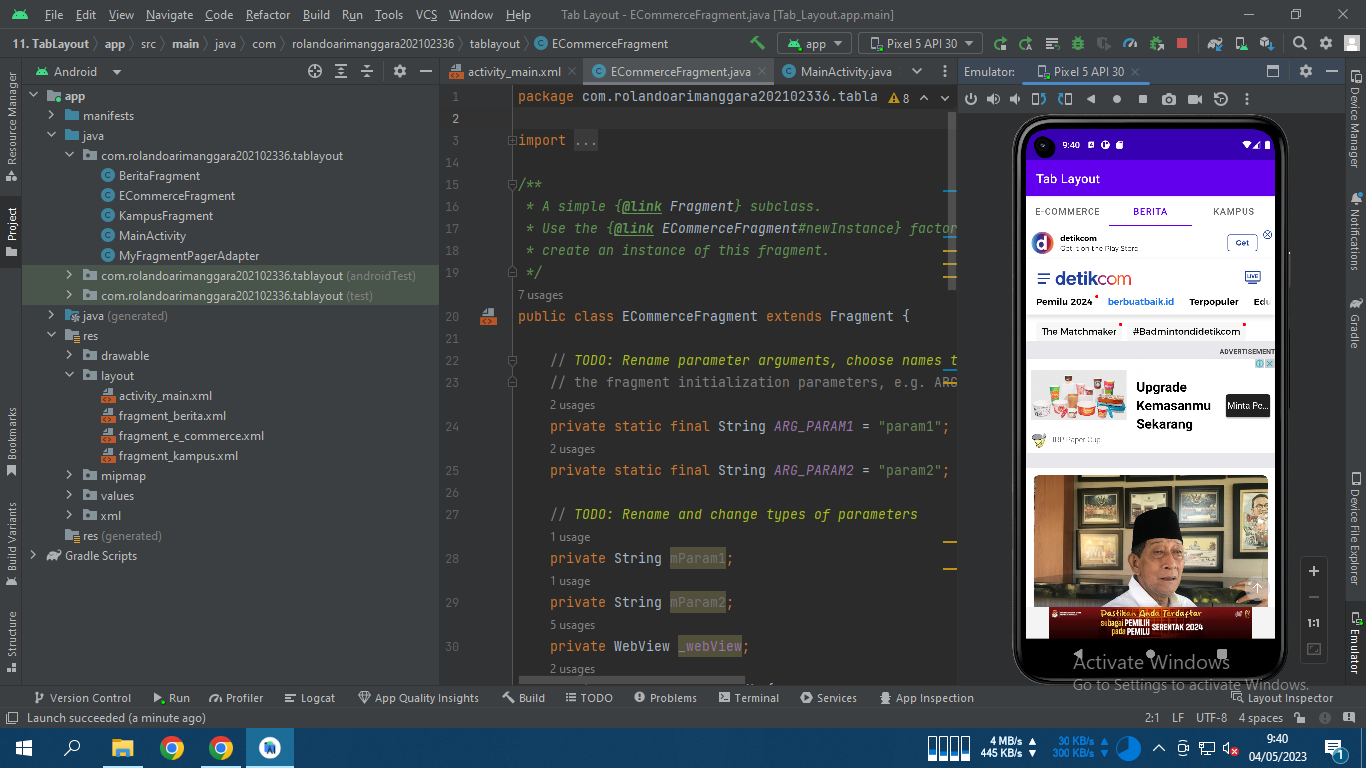 File Edit View Navigate Code Refactor Build Run Tools VCS Window Help Tab Layout - ECommerceFragment.java [Tab_Layout.app.main]
11. TabLayout app src main java com rolandoarimanggara202102336 tablayout ECommerceFragment app Pixel 5 API 30
Android
Resource Manager
Project
Bookmarks
Build Variants
Structure
app
manifests
java
com.rolandoarimanggara202102336.tablayout
BeritaFragment
ECommerceFragment
KampusFragment
MainActivity
MyFragmentPagerAdapter
com.rolandoarimanggara202102336.tablayout (androidTest)
com.rolandoarimanggara202102336.tablayout (test)
java (generated)
res
drawable
layout
activity_main.xml
fragment_berita.xml
fragment_e_commerce.xml
fragment_kampus.xml
mipmap
values
xml
res (generated)
Gradle Scripts
activity_main.xml ECommerceFragment.java MainActivity.java
1 package com.rolandoarimanggara202102336.tabla 8
2
3 import ...
14
15 /**
16 * A simple {@link Fragment} subclass.
17 * Use the {@link ECommerceFragment#newInstance} factor
18 * create an instance of this fragment.
19 */
7 usages
20 public class ECommerceFragment extends Fragment {
21
22 // TODO: Rename parameter arguments, choose names t
23 // the fragment initialization parameters, e.g. ARG
2 usages
24 private static final String ARG_PARAM1 = "param1";
2 usages
25 private static final String ARG_PARAM2 = "param2";
26
27 // TODO: Rename and change types of parameters
1 usage
28 private String mParam1;
1 usage
29 private String mParam2;
5 usages
30 private WebView _webView;
2 usages
Emulator: Pixel 5 API 30
9:40
Tab Layout
E-COMMERCE BERITA KAMPUS
detikcom
Get it on the Play Store
Get
detikcom
LIVE
Pemilu 2024 berbuatbaik.id Terpopuler Edu
The Matchmaker #Badmintondidetikcom
ADVERTISEMENT
Upgrade
Kemasanmu
Sekarang
Minta Pe...
TRP Paper Cup
Pastikan Anda Terdaftar
sebagai PEMILIH SERENTAK 2024
pada PEMILU
1:1
Device Manager
Notifications
Gradle
Device File Explorer
Emulator
Activate Windows
Go to Settings to activate Windows.
Version Control Run Profiler Logcat App Quality Insights Build TODO Problems Terminal Services App Inspection Layout Inspector
Launch succeeded (a minute ago) 2:1 LF UTF-8 4 spaces
4 MB/s 30 KB/s
445 KB/s 300 KB/s
9:40
04/05/2023
1